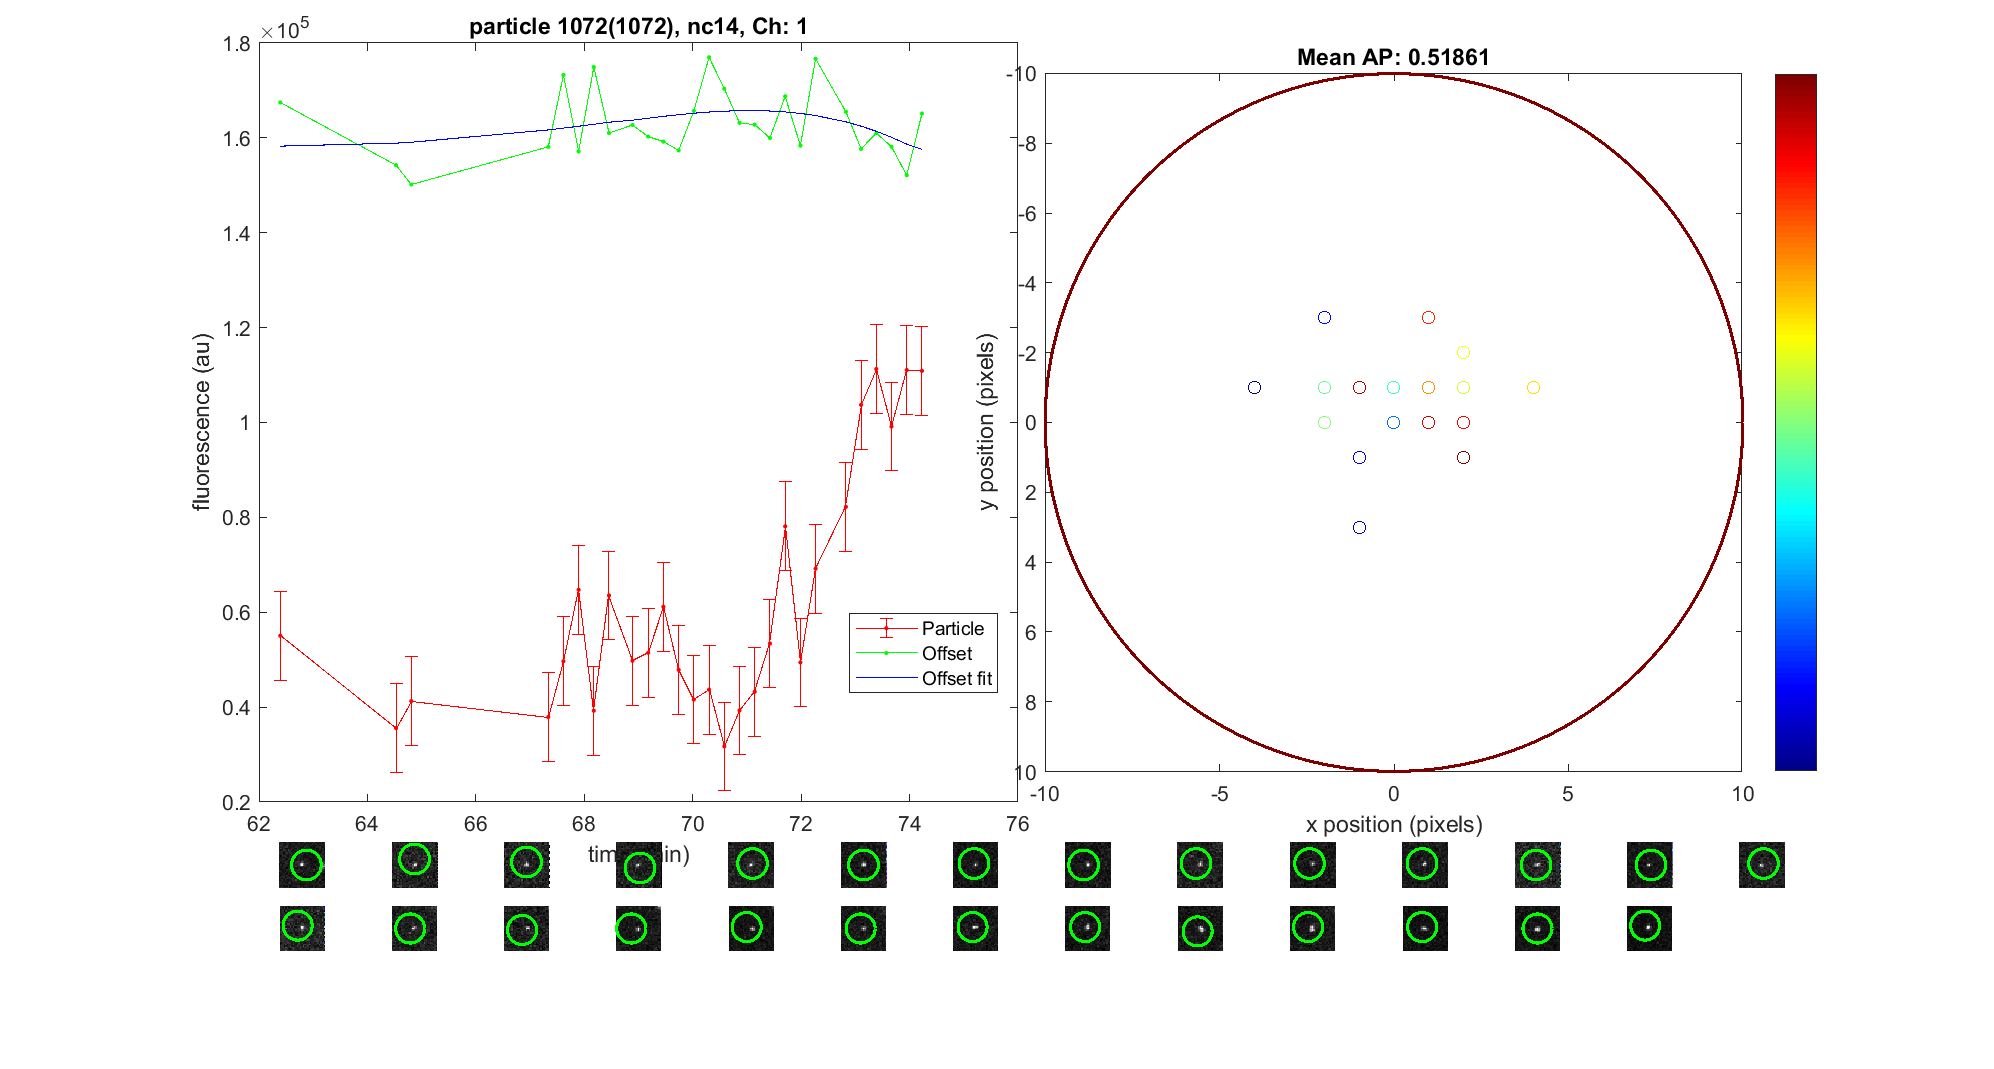 particle 1072(1072), nc14, Ch: 1
×10^5
1.8
1.6
1.4
1.2
1
0.8
0.6
0.4
0.2
fluorescence (au)
62 64 66 68 70 72 74 76
Particle
Offset
Offset fit
Mean AP: 0.51861
-10
-8
-6
-4
-2
0
2
4
6
8
10
y position (pixels)
-10 -5 0 5 10
x position (pixels)